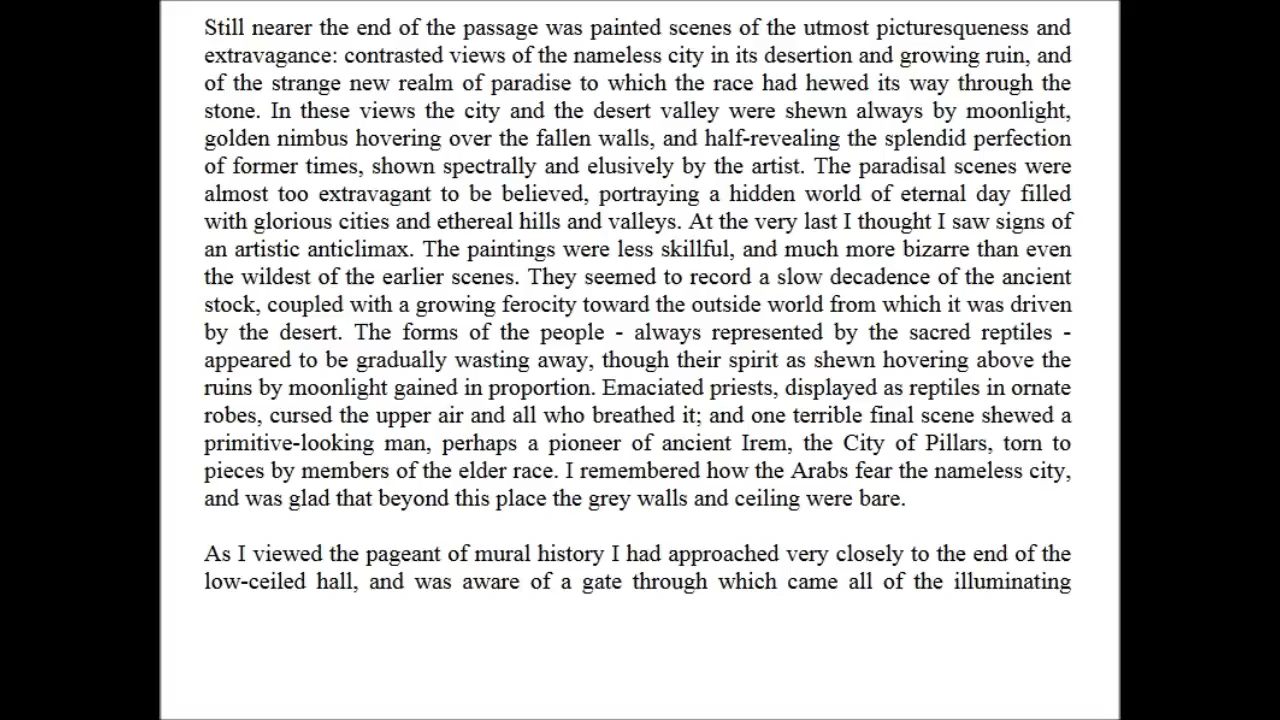 Still nearer the end of the passage was painted scenes of the utmost picturesqueness and
extravagance: contrasted views of the nameless city in its desertion and growing ruin, and
of the strange new realm of paradise to which the race had hewed its way through the
stone. In these views the city and the desert valley were shewn always by moonlight,
golden nimbus hovering over the fallen walls, and half-revealing the splendid perfection
of former times, shown spectrally and elusively by the artist. The paradisal scenes were
almost too extravagant to be believed, portraying a hidden world of eternal day filled
with glorious cities and ethereal hills and valleys. At the very last I thought I saw signs of
an artistic anticlimax. The paintings were less skillful, and much more bizarre than even
the wildest of the earlier scenes. They seemed to record a slow decadence of the ancient
stock, coupled with a growing ferocity toward the outside world from which it was driven
by the desert. The forms of the people - always represented by the sacred reptiles -
appeared to be gradually wasting away, though their spirit as shewn hovering above the
ruins by moonlight gained in proportion. Emaciated priests, displayed as reptiles in ornate
robes, cursed the upper air and all who breathed it; and one terrible final scene shewed a
primitive-looking man, perhaps a pioneer of ancient Irem, the City of Pillars, torn to
pieces by members of the elder race. I remembered how the Arabs fear the nameless city,
and was glad that beyond this place the grey walls and ceiling were bare.
As I viewed the pageant of mural history I had approached very closely to the end of the
low-ceiled hall, and was aware of a gate through which came all of the illuminating